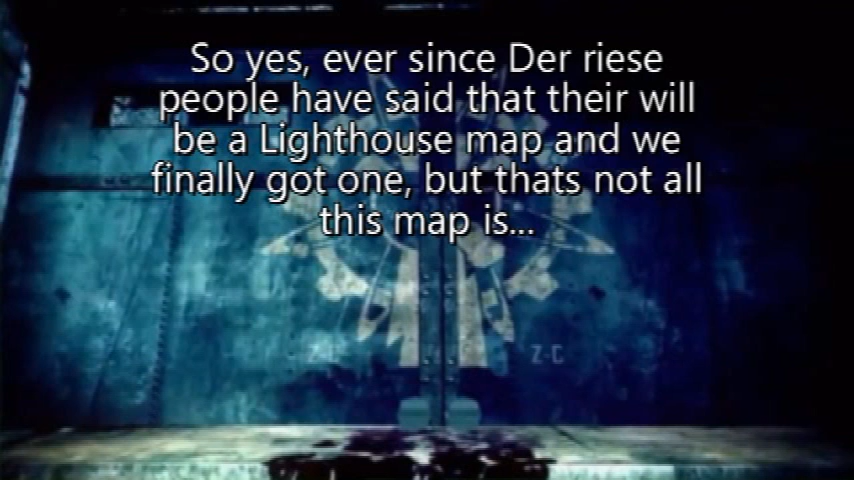 So yes, ever since Der riese
people have said that their will
be a Lighthouse map and we
finally got one, but thats not all
this map is...
Z-C